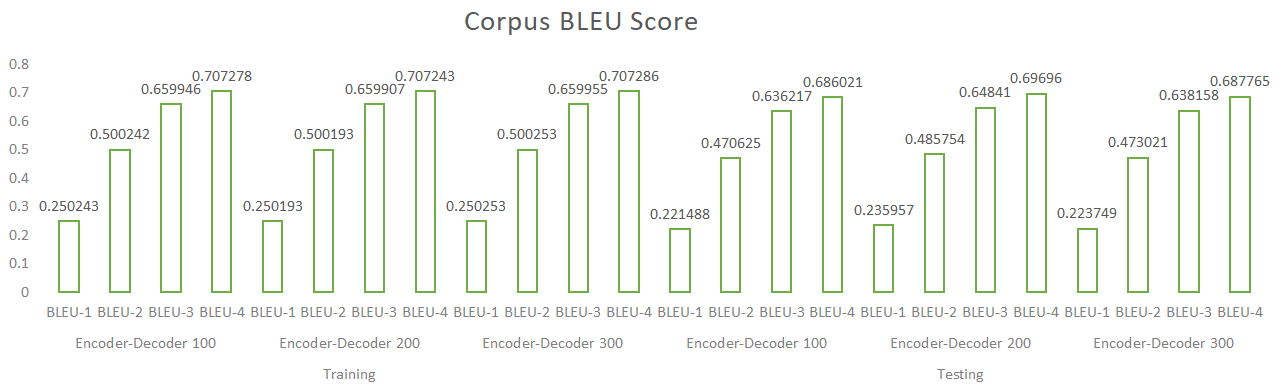 Corpus BLEU Score
0.8
0.7
0.6
0.5
0.4
0.3
0.2
0.1
0
0.250243 0.500242 0.659946 0.707278 0.250193 0.500193 0.659907 0.707243 0.250253 0.500253 0.659955 0.707286 0.221488 0.470625 0.636217 0.686021 0.235957 0.485754 0.64841 0.69696 0.223749 0.473021 0.638158 0.687765
BLEU-1 BLEU-2 BLEU-3 BLEU-4 BLEU-1 BLEU-2 BLEU-3 BLEU-4 BLEU-1 BLEU-2 BLEU-3 BLEU-4 BLEU-1 BLEU-2 BLEU-3 BLEU-4 BLEU-1 BLEU-2 BLEU-3 BLEU-4 BLEU-1 BLEU-2 BLEU-3 BLEU-4
Encoder-Decoder 100 Encoder-Decoder 200 Encoder-Decoder 300 Encoder-Decoder 100 Encoder-Decoder 200 Encoder-Decoder 300
Training Testing